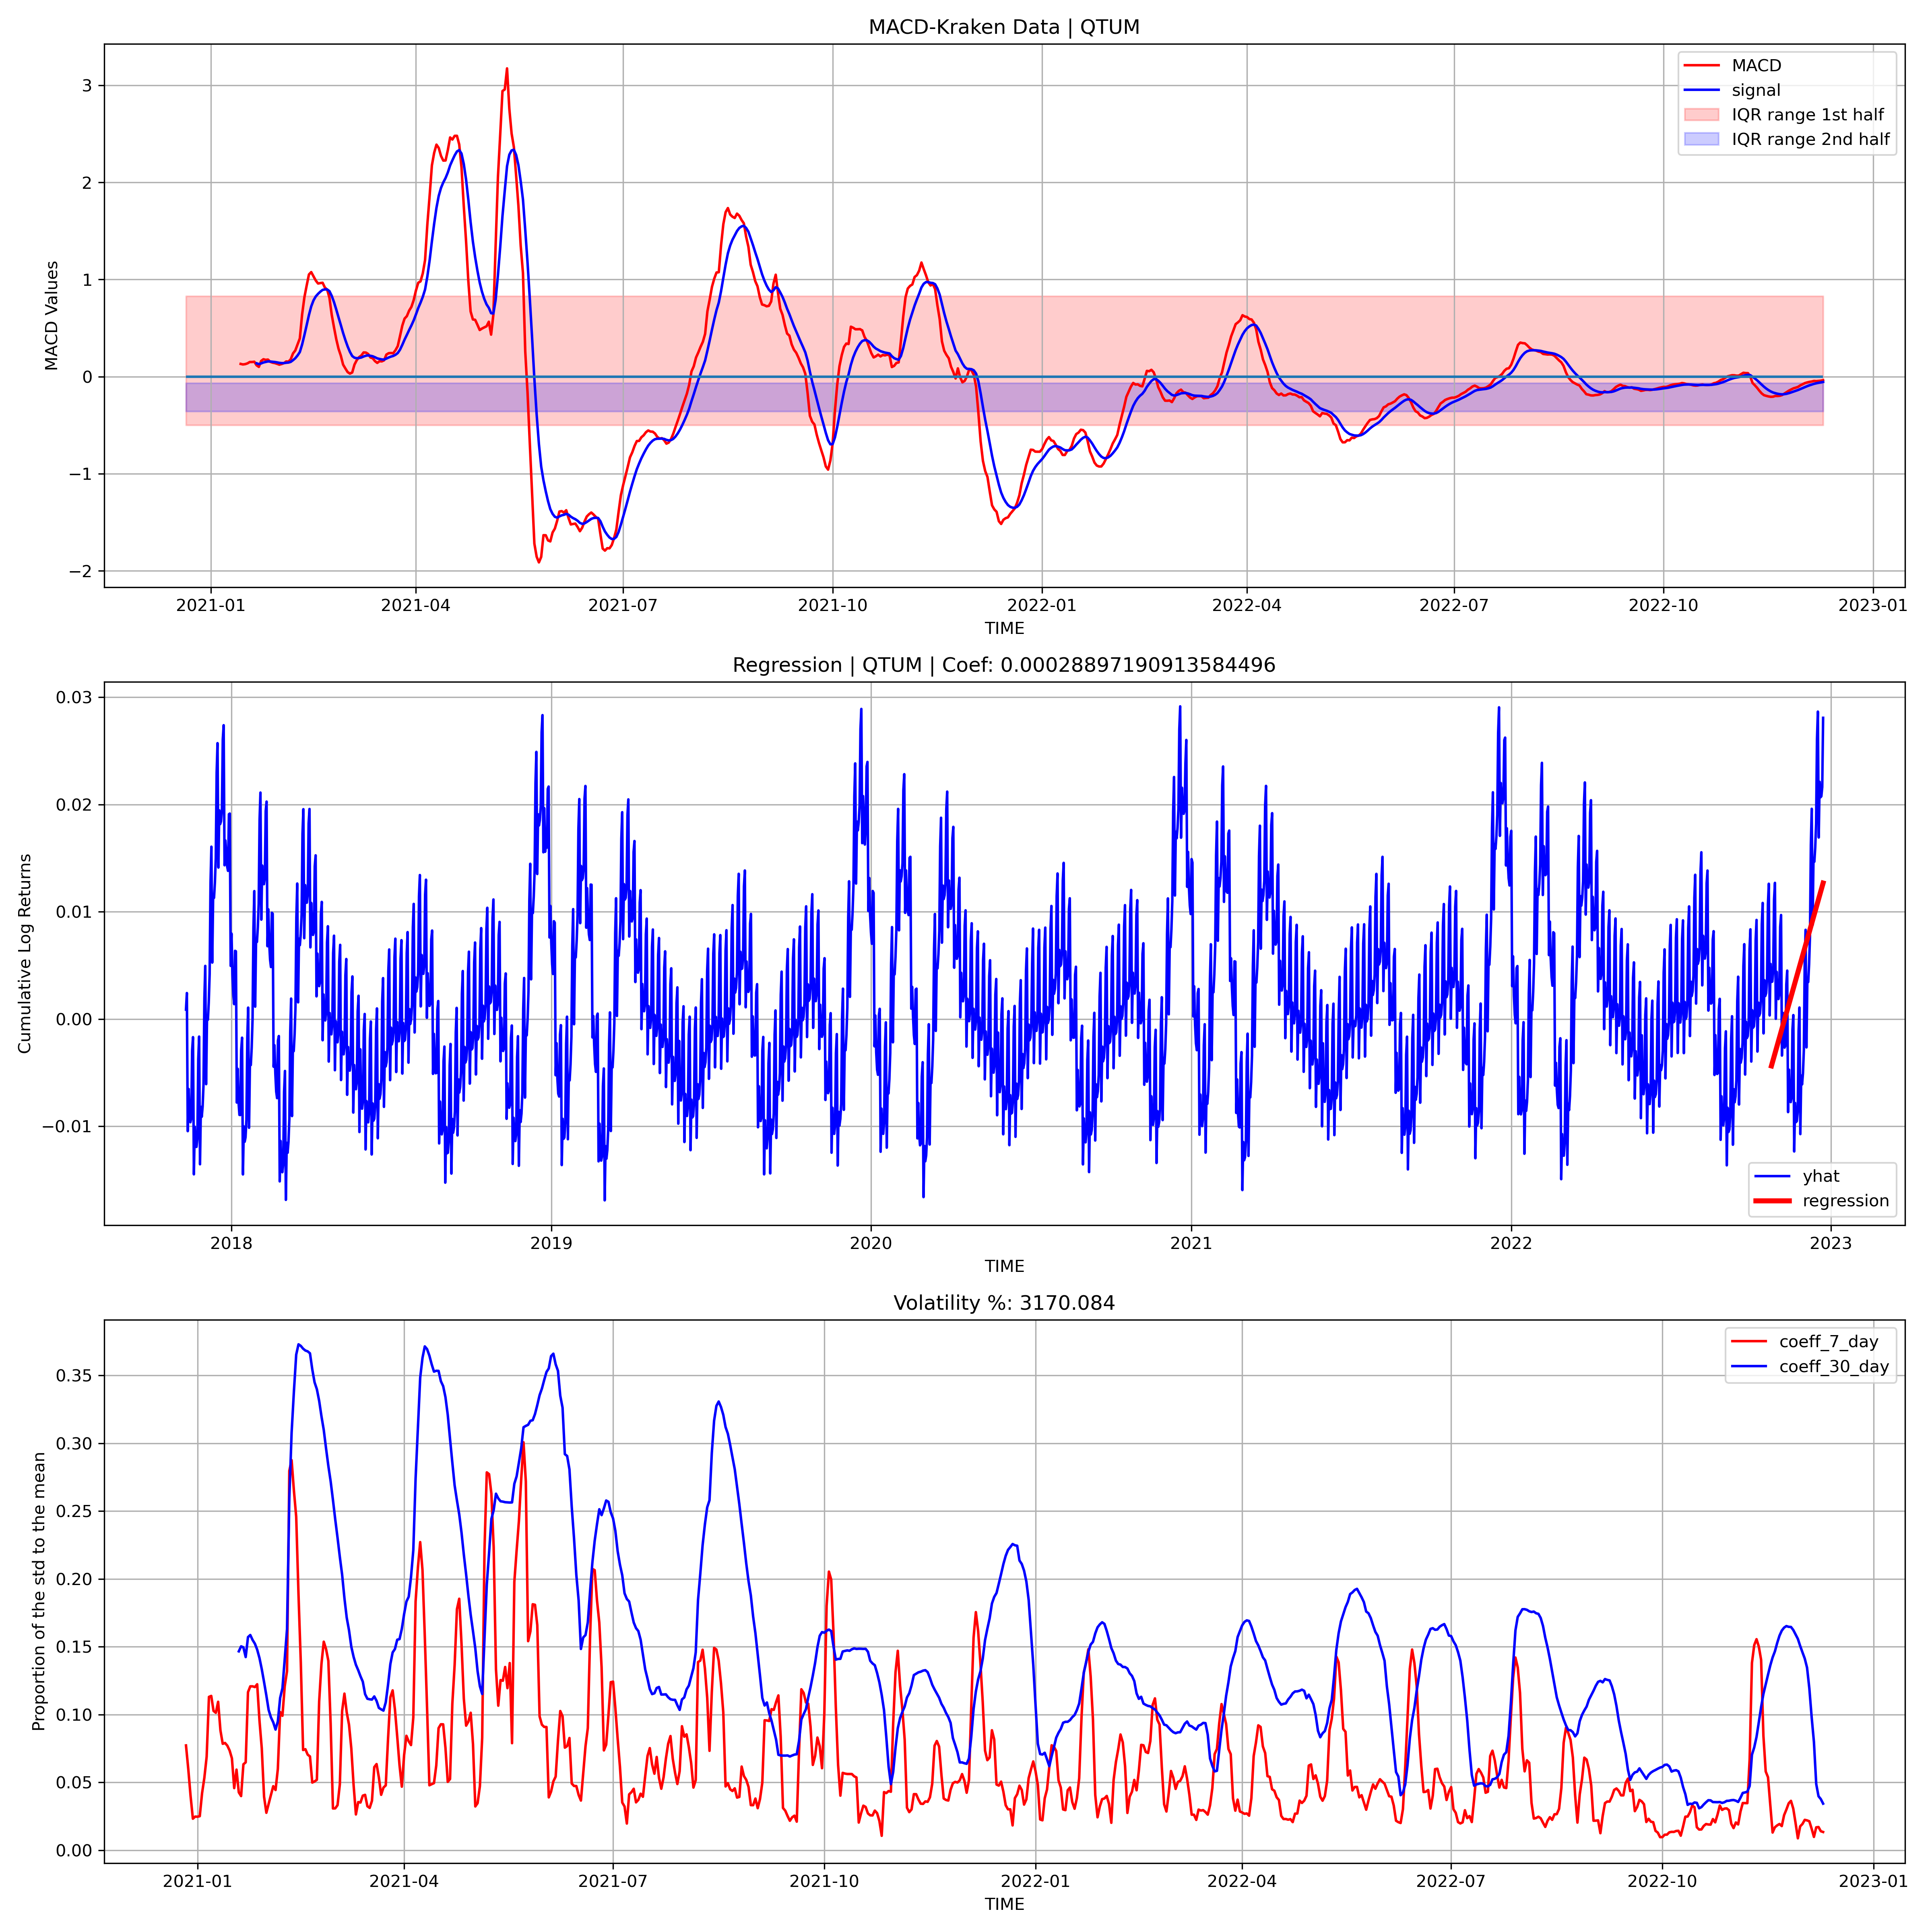 MACD-Kraken Data | QTUM
MACD Values
3
2
1
0
−1
−2
MACD
signal
IQR range 1st half
IQR range 2nd half
2021-01 2021-04 2021-07 2021-10 2022-01 2022-04 2022-07 2022-10 2023-01
TIME
Regression | QTUM | Coef: 0.00028897190913584496
Cumulative Log Returns
0.03
0.02
0.01
0.00
−0.01
yhat
regression
2018 2019 2020 2021 2022 2023
TIME
Volatility %: 3170.084
Proportion of the std to the mean
0.35
0.30
0.25
0.20
0.15
0.10
0.05
0.00
coeff_7_day
coeff_30_day
2021-01 2021-04 2021-07 2021-10 2022-01 2022-04 2022-07 2022-10 2023-01
TIME